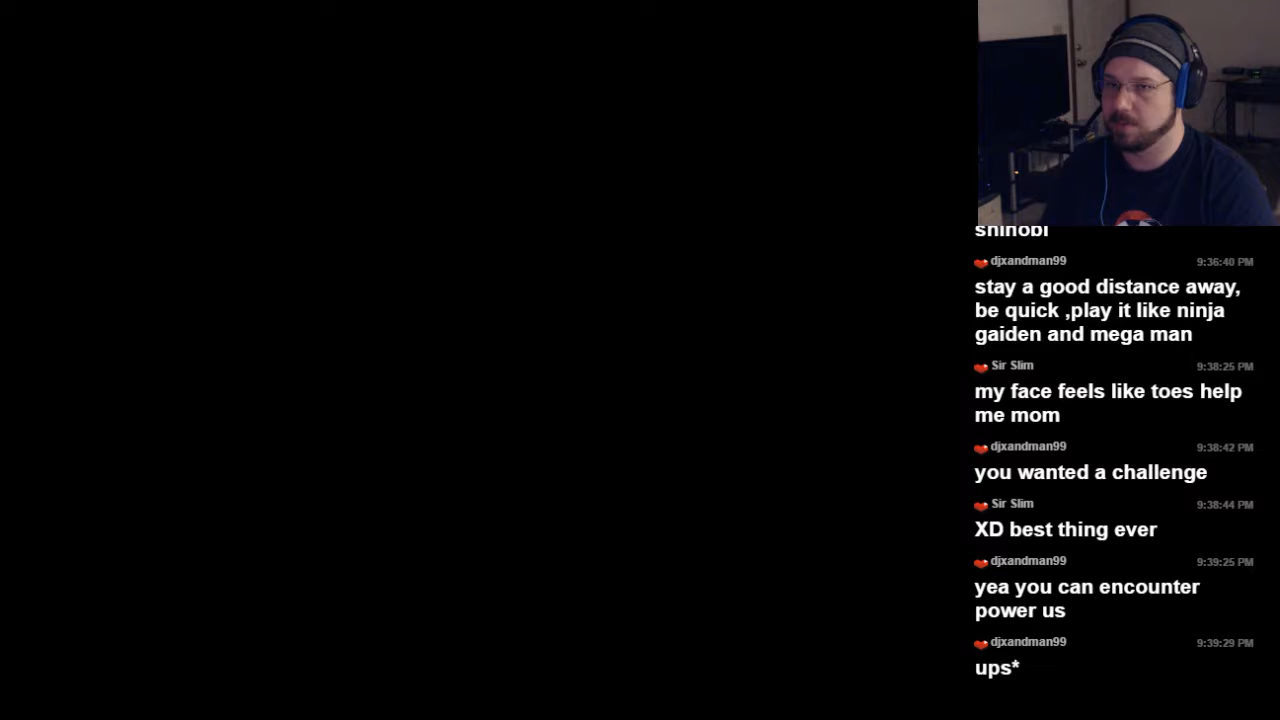 shinobi
djxandman99 9:36:40 PM
stay a good distance away,
be quick ,play it like ninja
gaiden and mega man
Sir Slim 9:38:25 PM
my face feels like toes help
me mom
djxandman99 9:38:42 PM
you wanted a challenge
Sir Slim 9:38:44 PM
XD best thing ever
djxandman99 9:39:25 PM
yea you can encounter
power us
djxandman99 9:39:29 PM
ups*